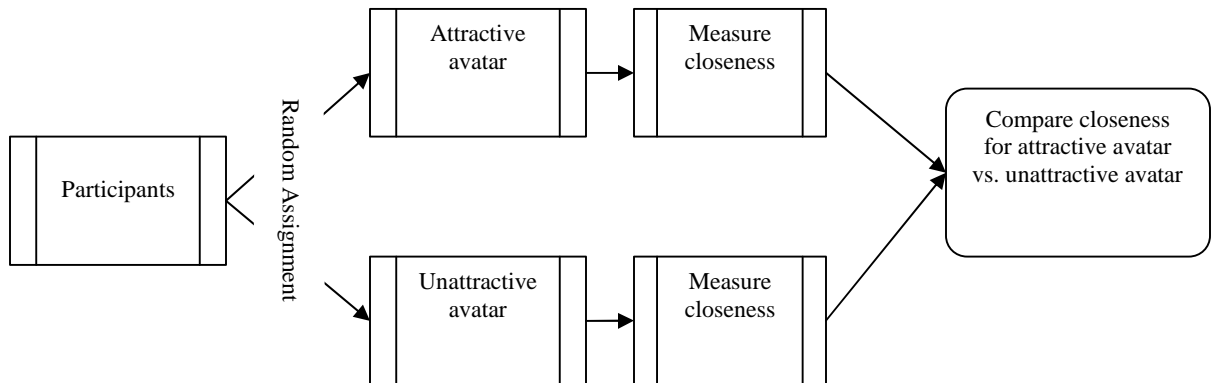 Participants
Random Assignment
Attractive
avatar
Measure
closeness
Unattractive
avatar
Measure
closeness
Compare closeness
for attractive avatar
vs. unattractive avatar